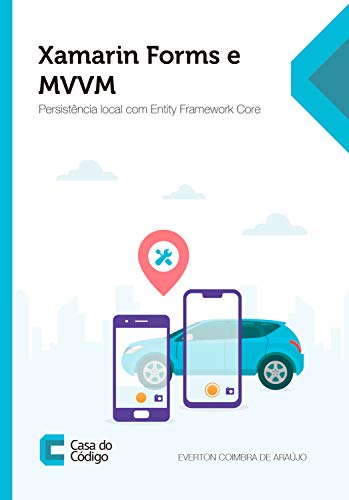 Xamarin Forms e
MVVM
Persistência local com Entity Framework Core
Casa do
Código
EVERTON COIMBRA DE ARAÚJO